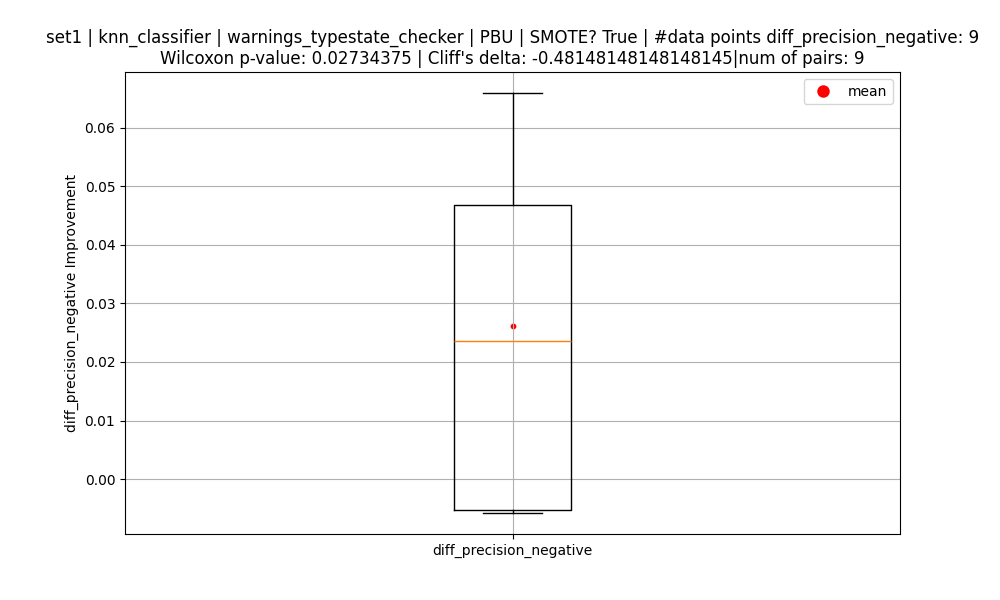 set1 | knn_classifier | warnings_typestate_checker | PBU | SMOTE? True | #data points diff_precision_negative: 9
Wilcoxon p-value: 0.02734375 | Cliff's delta: -0.48148148148148145|num of pairs: 9
mean
0.06
0.05
0.04
0.03
0.02
0.01
0.00
diff_precision_negative Improvement
diff_precision_negative